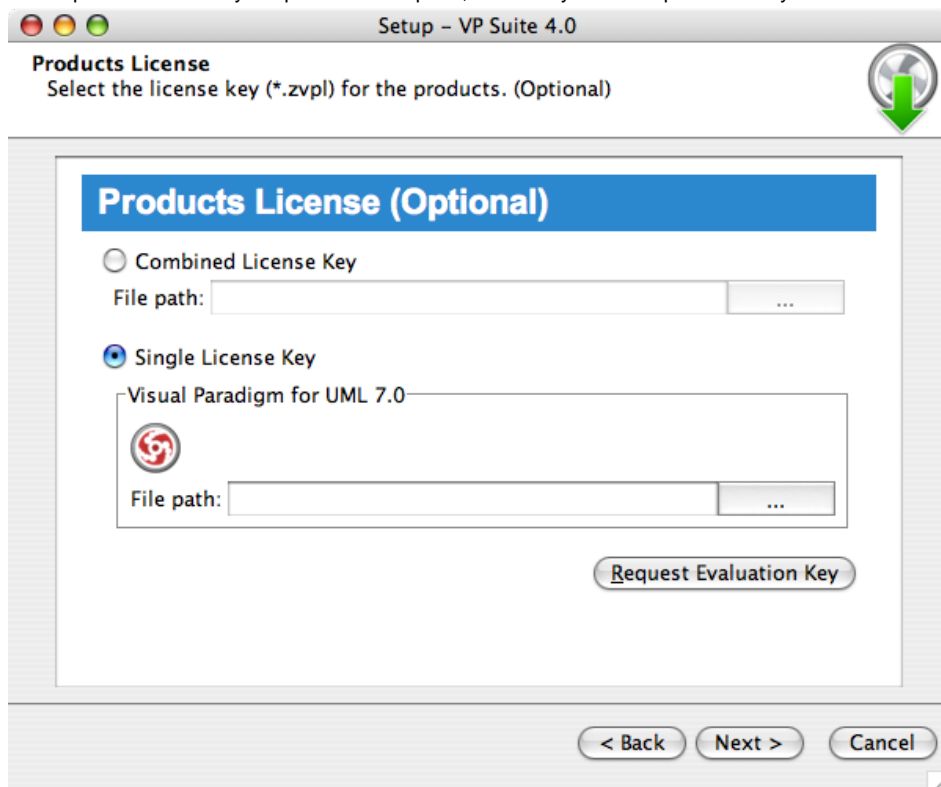 Setup – VP Suite 4.0
Products License
Select the license key (*.zvpl) for the products. (Optional)
Products License (Optional)
Combined License Key
File path: ...
Single License Key
Visual Paradigm for UML 7.0
File path: ...
Request Evaluation Key
< Back Next > Cancel